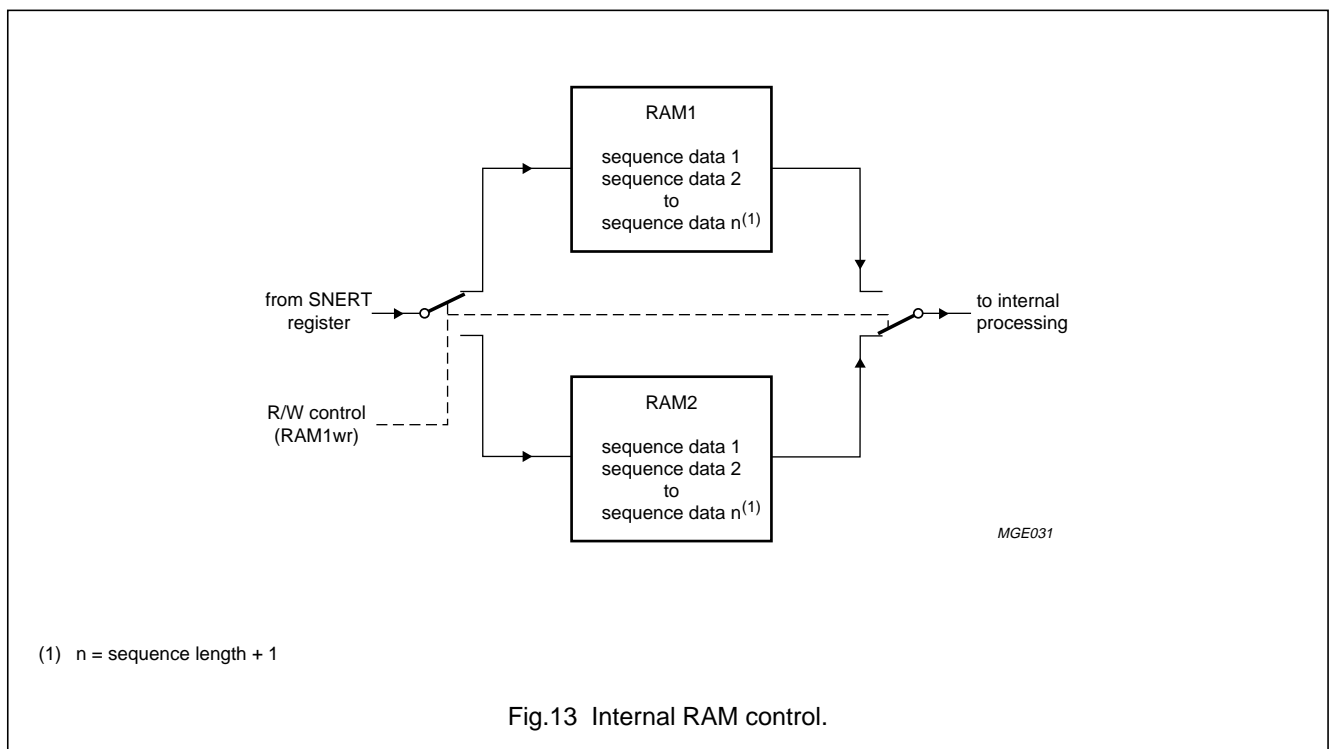 RAM1
sequence data 1
sequence data 2
to
sequence data n(1)
from SNERT
register
to internal
processing
R/W control
(RAM1wr)
RAM2
sequence data 1
sequence data 2
to
sequence data n(1)
MGE031
(1) n = sequence length + 1
Fig.13 Internal RAM control.